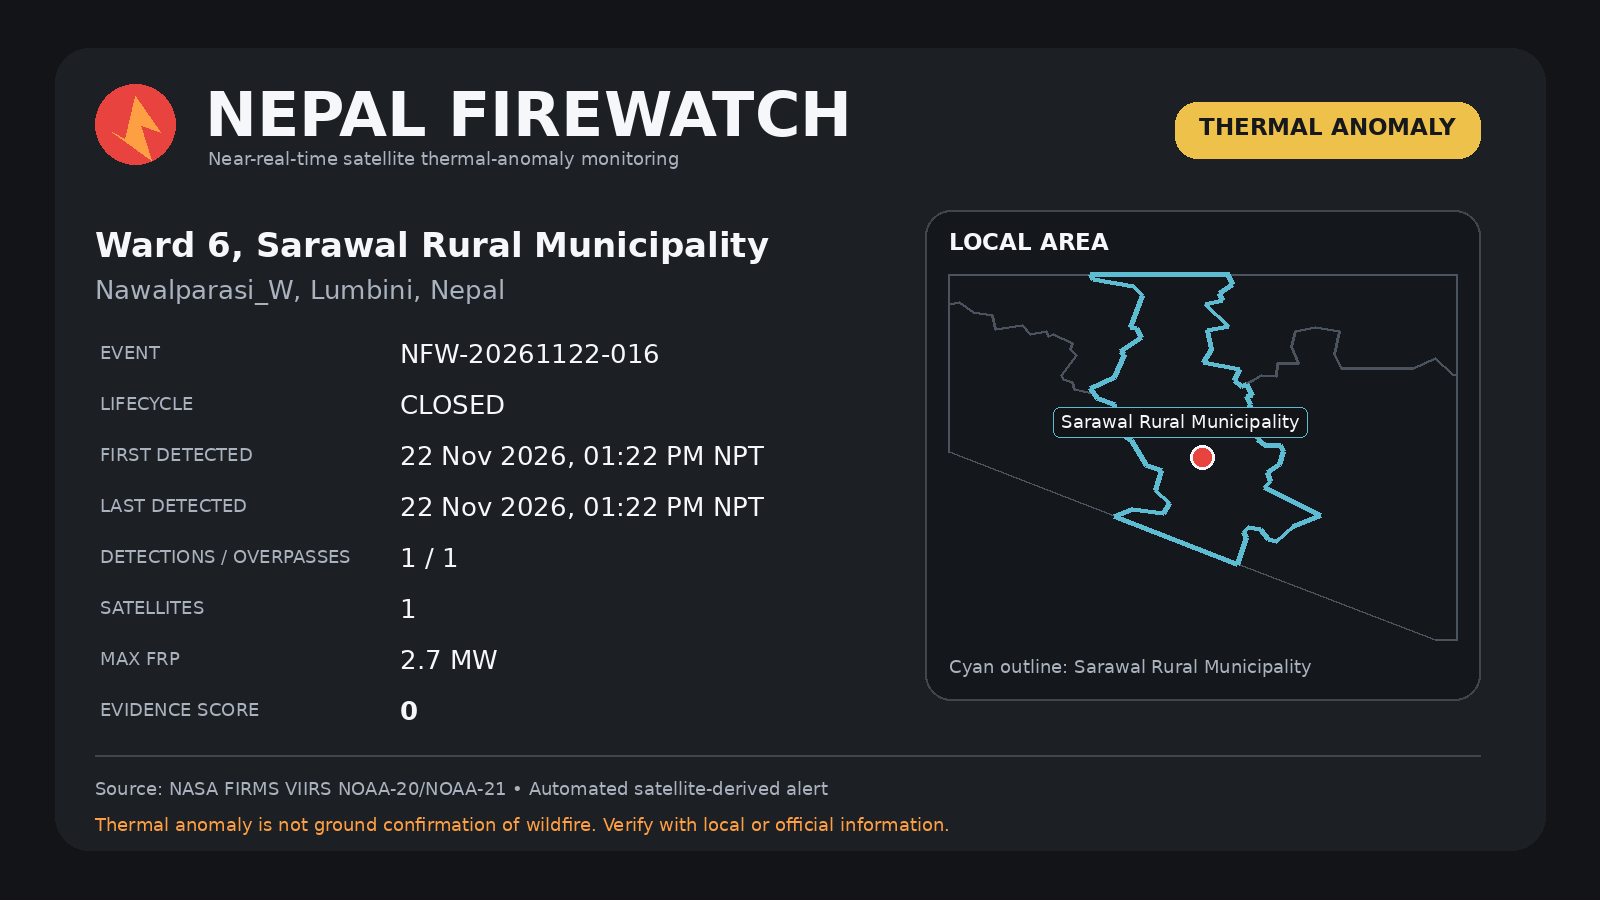 NEPAL FIREWATCH
Near-real-time satellite thermal-anomaly monitoring
THERMAL ANOMALY
Ward 6, Sarawal Rural Municipality
Nawalparasi_W, Lumbini, Nepal
EVENT NFW-20261122-016
LIFECYCLE CLOSED
FIRST DETECTED 22 Nov 2026, 01:22 PM NPT
LAST DETECTED 22 Nov 2026, 01:22 PM NPT
DETECTIONS / OVERPASSES 1 / 1
SATELLITES 1
MAX FRP 2.7 MW
EVIDENCE SCORE 0
LOCAL AREA
Sarawal Rural Municipality
Cyan outline: Sarawal Rural Municipality
Source: NASA FIRMS VIIRS NOAA-20/NOAA-21 • Automated satellite-derived alert
Thermal anomaly is not ground confirmation of wildfire. Verify with local or official information.